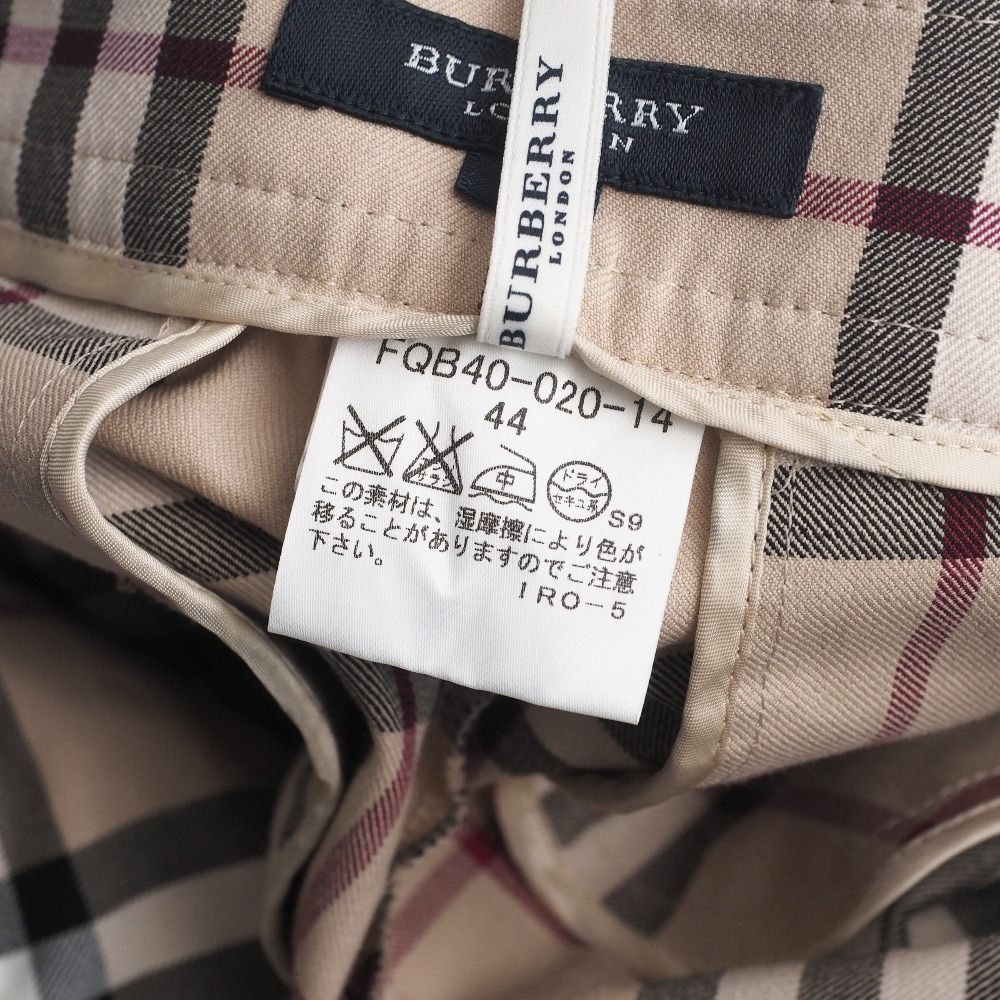 BURBERRY
LONDON
BURBERRY
LONDON
FQB40-020-14
44
中
ドライ
セキユ系
S9
この素材は、湿摩擦により色が
移ることがありますのでご注意
下さい。
IRO-5